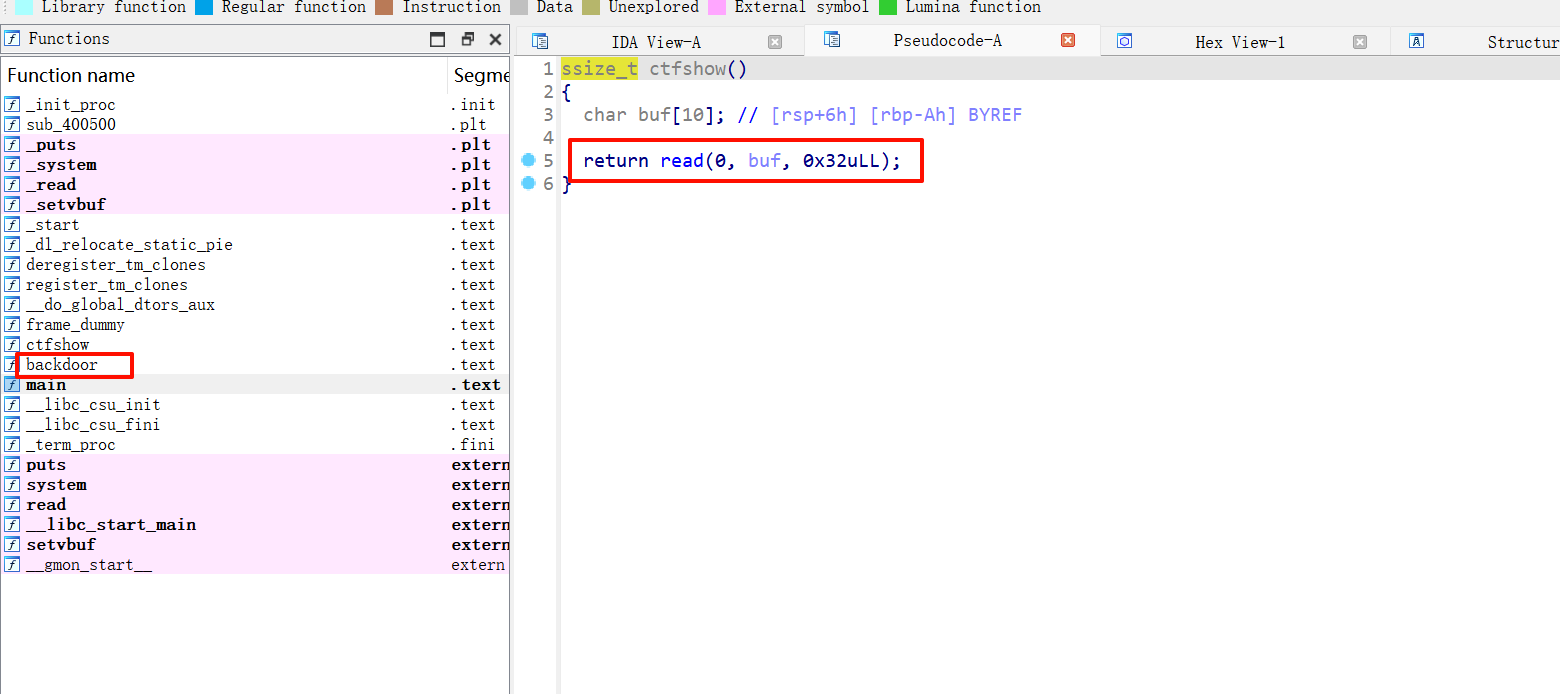 Library function Regular function Instruction Data Unexplored External symbol Lumina function
Functions
IDA View-A Pseudocode-A Hex View-1 Structur
Function name Segme
_init_proc .init
sub_400500 .plt
_puts .plt
_system .plt
_read .plt
_setvbuf .plt
_start .text
_dl_relocate_static_pie .text
deregister_tm_clones .text
register_tm_clones .text
__do_global_dtors_aux .text
frame_dummy .text
ctfshow .text
backdoor .text
main .text
__libc_csu_init .text
__libc_csu_fini .text
_term_proc .fini
puts extern
system extern
read extern
__libc_start_main extern
setvbuf extern
__gmon_start__ extern
1 ssize_t ctfshow()
2 {
3 char buf[10]; // [rsp+6h] [rbp-Ah] BYREF
4
5 return read(0, buf, 0x32uLL);
6 }